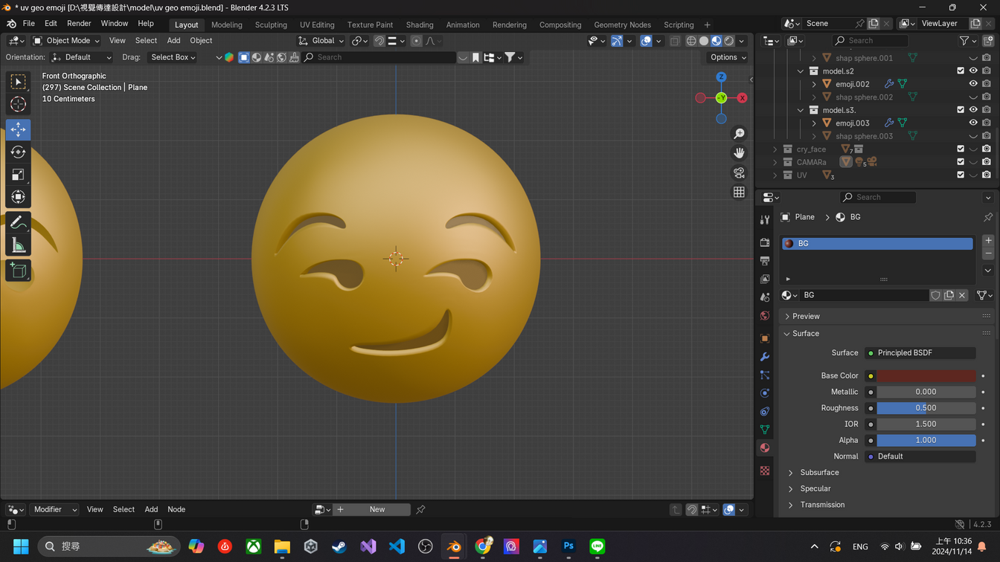 * uv geo emoji [D:\視覺傳達設計\model\uv geo emoji.blend] - Blender 4.2.3 LTS
File Edit Render Window Help Layout Modeling Sculpting UV Editing Texture Paint Shading Animation Rendering Compositing Geometry Nodes Scripting + Scene ViewLayer
Object Mode View Select Add Object Global Search
Orientation: Default Drag: Select Box Search Options
Front Orthographic
(297) Scene Collection | Plane
10 Centimeters
Z
-Y
X
shap sphere.001
model.s2
emoji.002
shap sphere.002
model.s3.
emoji.003
shap sphere.003
cry_face 7
CAMARa 5
UV 3
Search
Plane > BG
BG
BG
Preview
Surface
Surface Principled BSDF
Base Color
Metallic 0.000
Roughness 0.500
IOR 1.500
Alpha 1.000
Normal Default
Subsurface
Specular
Transmission
Modifier View Select Add Node + New
4.2.3
搜尋
ENG
上午 10:36
2024/11/14